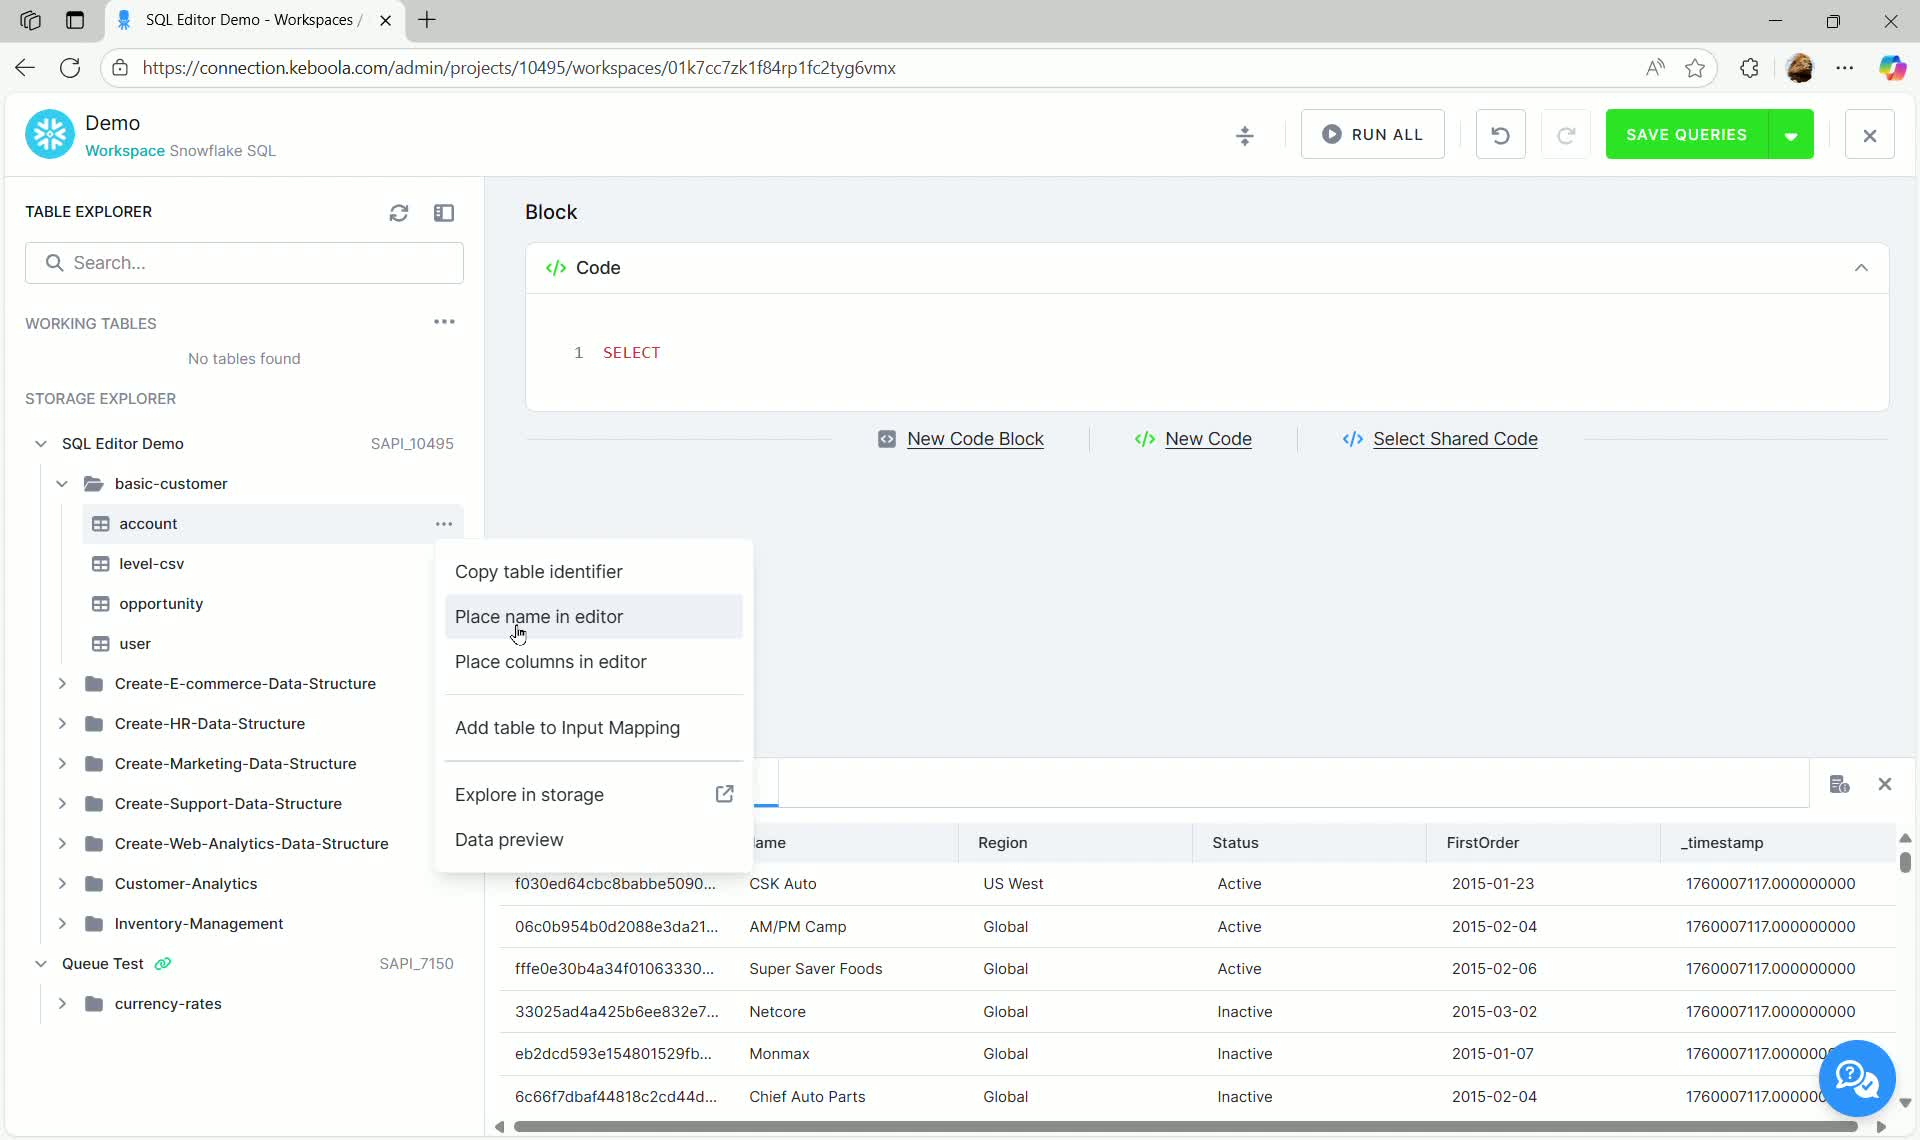 SQL Editor Demo - Workspaces /
https://connection.keboola.com/admin/projects/10495/workspaces/01k7cc7zk1f84rp1fc2tyg6vmx
Demo
Workspace Snowflake SQL
RUN ALL
SAVE QUERIES
TABLE EXPLORER
Search...
WORKING TABLES
No tables found
STORAGE EXPLORER
SQL Editor Demo SAPI_10495
basic-customer
account
level-csv
opportunity
user
Create-E-commerce-Data-Structure
Create-HR-Data-Structure
Create-Marketing-Data-Structure
Create-Support-Data-Structure
Create-Web-Analytics-Data-Structure
Customer-Analytics
Inventory-Management
Queue Test SAPI_7150
currency-rates
Block
</> Code
1 SELECT
New Code Block
</> New Code
</> Select Shared Code
Copy table identifier
Place name in editor
Place columns in editor
Add table to Input Mapping
Explore in storage
Data preview
ame Region Status FirstOrder _timestamp
f030ed64cbc8babbe5090... CSK Auto US West Active 2015-01-23 1760007117.000000000
06c0b954b0d2088e3da21... AM/PM Camp Global Active 2015-02-04 1760007117.000000000
fffe0e30b4a34f01063330... Super Saver Foods Global Active 2015-02-06 1760007117.000000000
33025ad4a425b6ee832e7... Netcore Global Inactive 2015-03-02 1760007117.000000000
eb2dcd593e154801529fb... Monmax Global Inactive 2015-01-07 1760007117.000000
6c66f7dbaf44818c2cd44d... Chief Auto Parts Global Inactive 2015-02-04 1760007117.000000